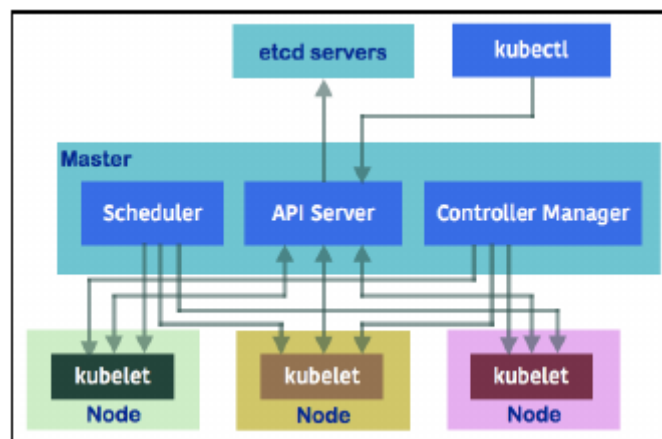 etcd servers
kubectl
Master
Scheduler
API Server
Controller Manager
kubelet
kubelet
kubelet
Node
Node
Node